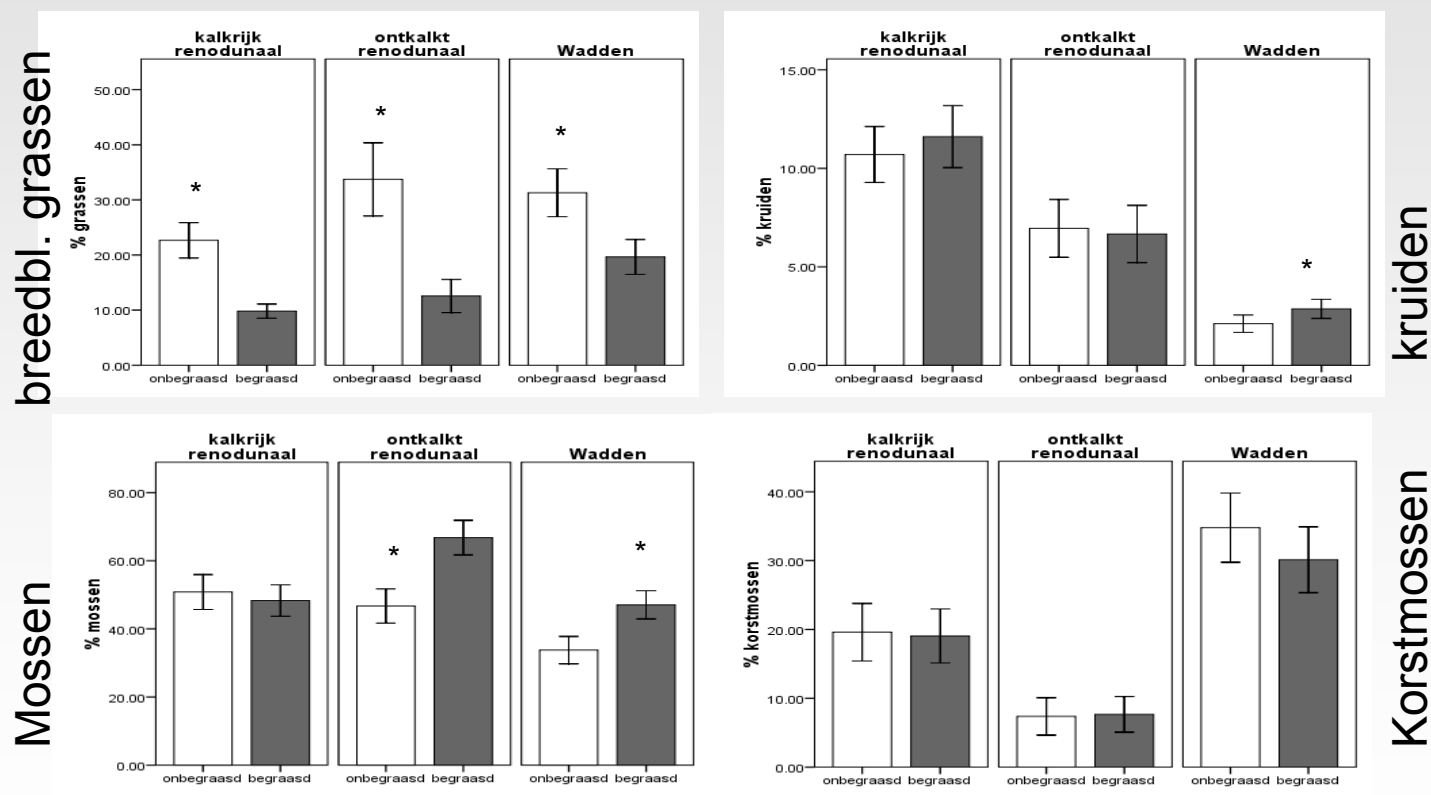 breedbl. grassen
kalkrijk renodunaal
ontkalkt renodunaal
Wadden
% grassen
50.00
40.00
30.00
20.00
10.00
0.00
*
*
*
onbegraasd begraasd
onbegraasd begraasd
onbegraasd begraasd
kruiden
kalkrijk renodunaal
ontkalkt renodunaal
Wadden
% kruiden
15.00
10.00
5.00
0.00
*
onbegraasd begraasd
onbegraasd begraasd
onbegraasd begraasd
Mossen
kalkrijk renodunaal
ontkalkt renodunaal
Wadden
% mossen
80.00
60.00
40.00
20.00
0.00
*
*
onbegraasd begraasd
onbegraasd begraasd
onbegraasd begraasd
Korstmossen
kalkrijk renodunaal
ontkalkt renodunaal
Wadden
% korstmossen
40.00
30.00
20.00
10.00
0.00
onbegraasd begraasd
onbegraasd begraasd
onbegraasd begraasd